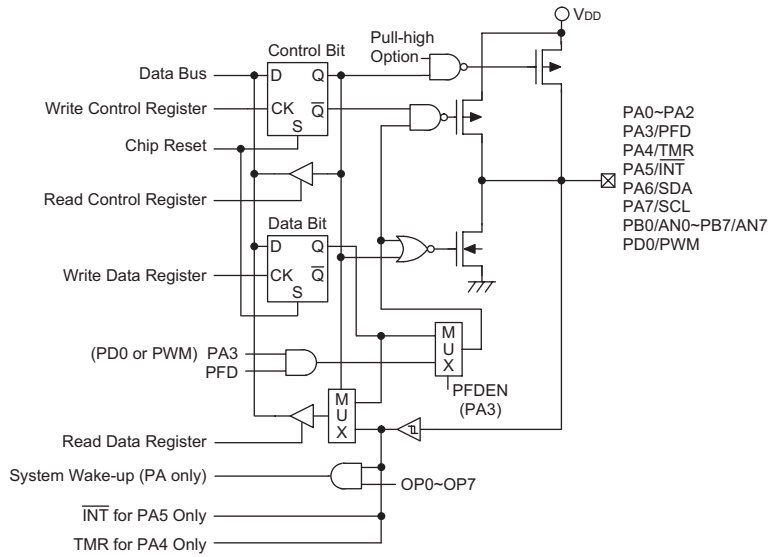 VDD
Pull-high
Option
Control Bit
Data Bus
D Q
Write Control Register
CK Q
S
Chip Reset
Read Control Register
Data Bit
D Q
Write Data Register
CK Q
S
PA0~PA2
PA3/PFD
PA4/TMR
PA5/INT
PA6/SDA
PA7/SCL
PB0/AN0~PB7/AN7
PD0/PWM
(PD0 or PWM) PA3
PFD
MUX
PFDEN
(PA3)
MUX
Read Data Register
System Wake-up (PA only)
OP0~OP7
INT for PA5 Only
TMR for PA4 Only